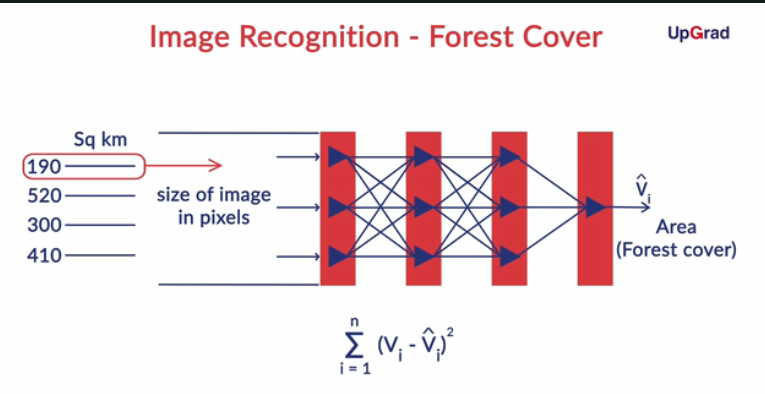 Image Recognition - Forest Cover
UpGrad
Sq km
190
520
300
410
size of image
in pixels
V̂i
Area
(Forest cover)
n
Σ (Vi - V̂i)²
i = 1